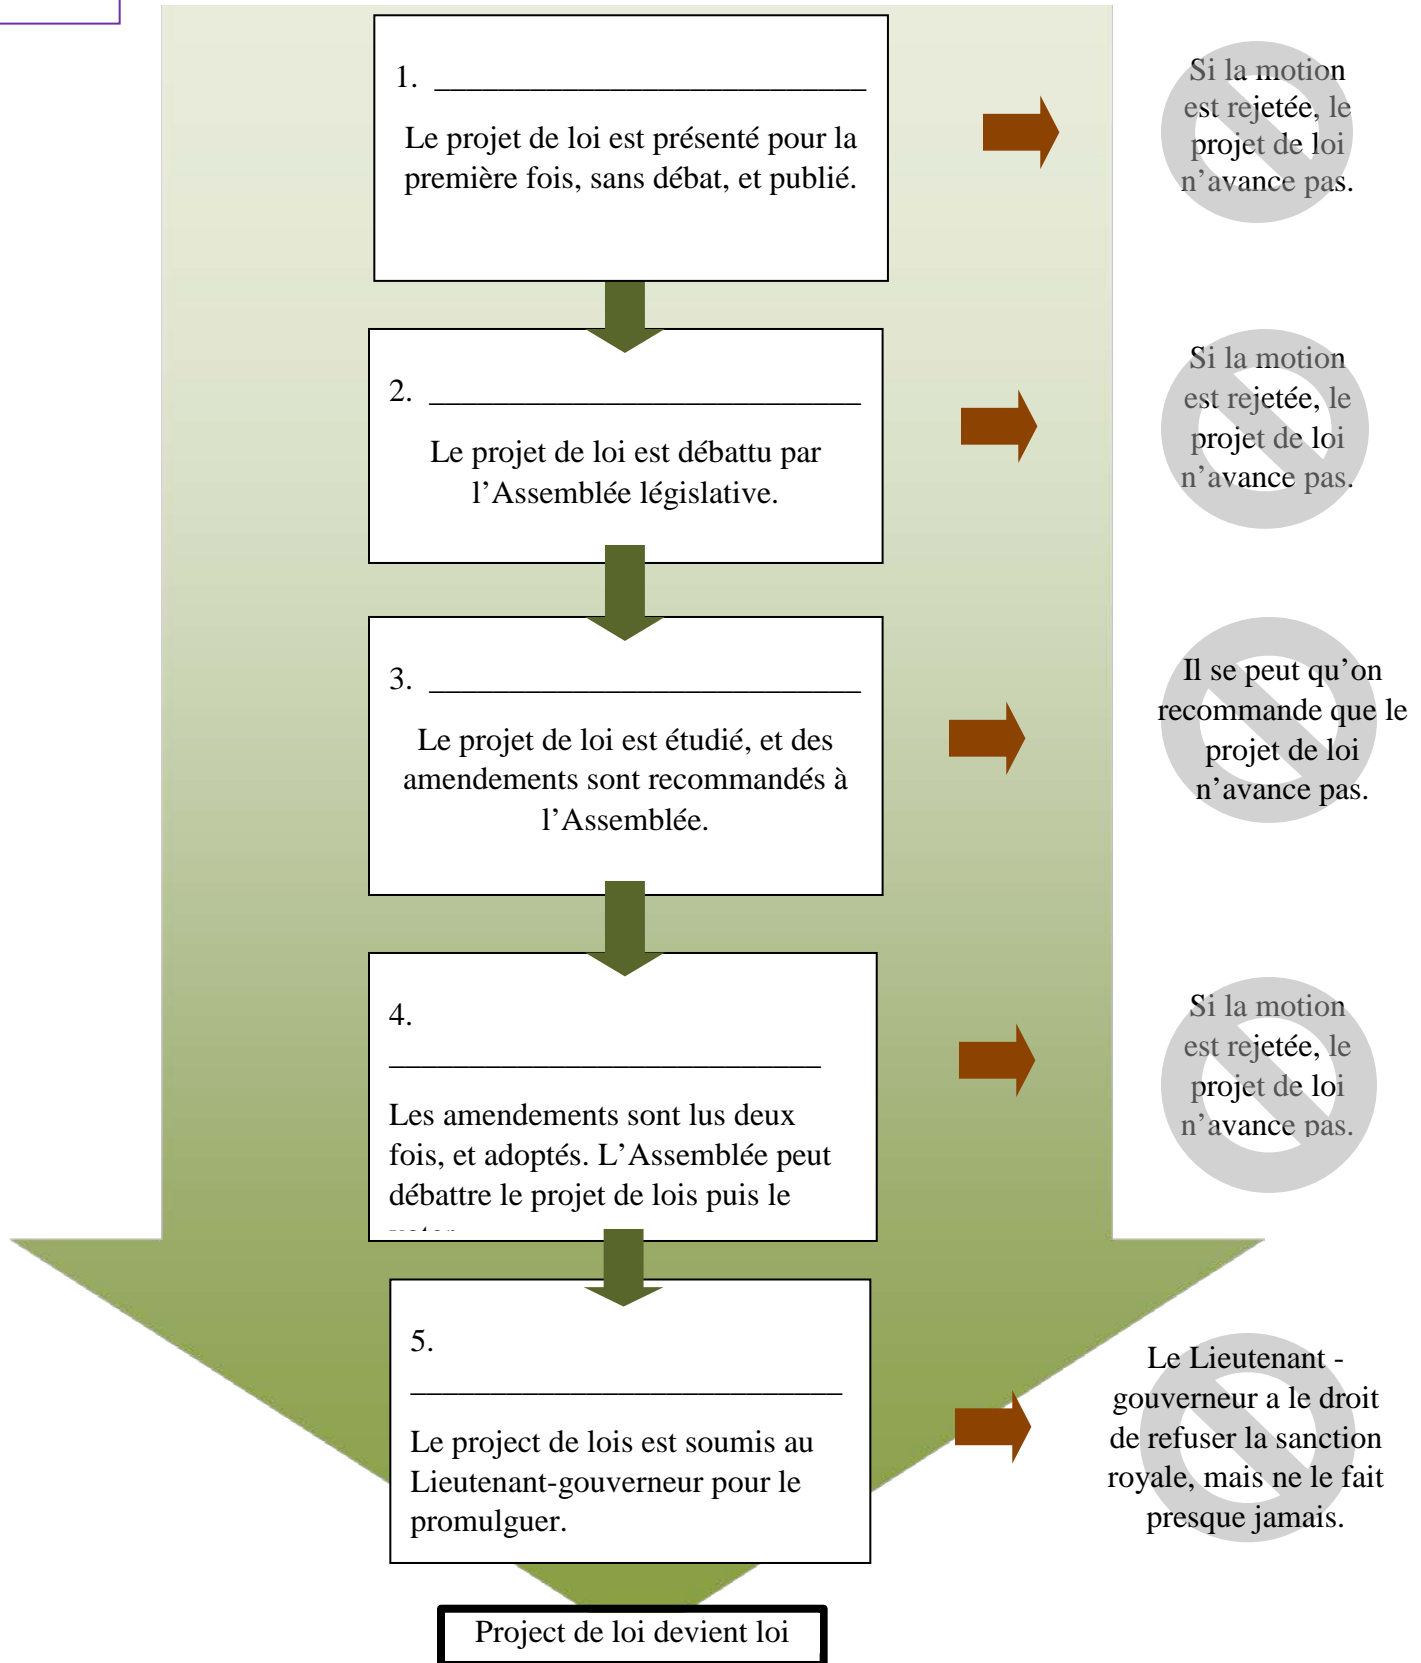 1. ___________________________
Le projet de loi est présenté pour la
première fois, sans débat, et publié.
Si la motion
est rejetée, le
projet de loi
n’avance pas.
2. ___________________________
Le projet de loi est débattu par
l’Assemblée législative.
Si la motion
est rejetée, le
projet de loi
n’avance pas.
3. ___________________________
Le projet de loi est étudié, et des
amendements sont recommandés à
l’Assemblée.
Il se peut qu’on
recommande que le
projet de loi
n’avance pas.
4.
___________________________
Les amendements sont lus deux
fois, et adoptés. L’Assemblée peut
débattre le projet de lois puis le
Si la motion
est rejetée, le
projet de loi
n’avance pas.
5.
___________________________
Le project de lois est soumis au
Lieutenant-gouverneur pour le
promulguer.
Le Lieutenant -
gouverneur a le droit
de refuser la sanction
royale, mais ne le fait
presque jamais.
Project de loi devient loi